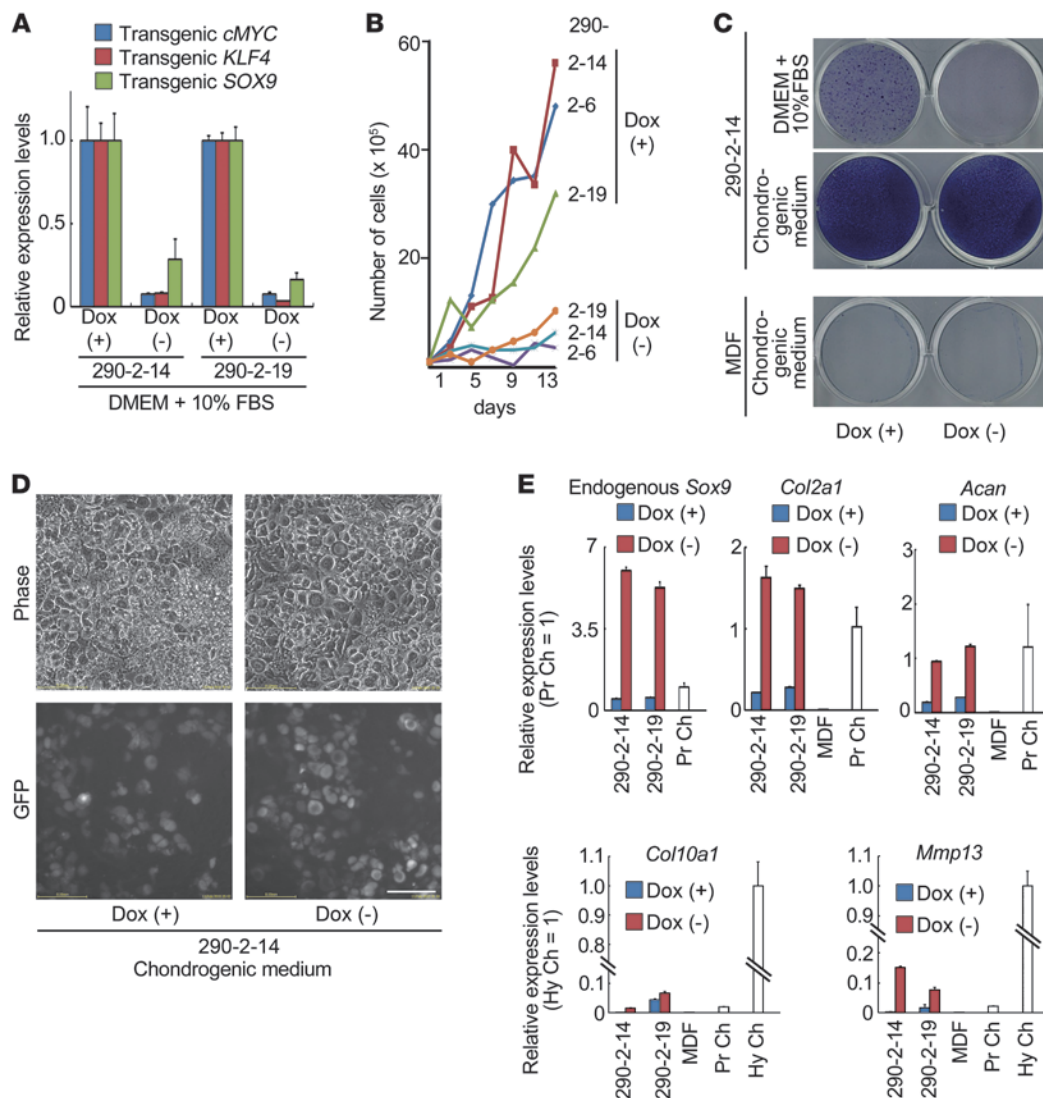 A
Transgenic cMYC
Transgenic KLF4
Transgenic SOX9
Relative expression levels
1.0
0.5
0
Dox (+)
Dox (-)
Dox (+)
Dox (-)
290-2-14
290-2-19
DMEM + 10% FBS
B
290-
Number of cells (x 10⁵)
60
40
20
1 5 9 13
days
2-14
2-6
2-19
Dox (+)
2-19
2-14
2-6
Dox (-)
C
290-2-14
DMEM + 10%FBS
Chondro-
genic
medium
MDF
Chondro-
genic
medium
Dox (+) Dox (-)
D
Phase
GFP
Dox (+) Dox (-)
290-2-14
Chondrogenic medium
E
Endogenous Sox9
Dox (+)
Dox (-)
Relative expression levels
(Pr Ch = 1)
7
3.5
0
290-2-14
290-2-19
Pr Ch
Col2a1
Dox (+)
Dox (-)
2
1
0
290-2-14
290-2-19
MDF
Pr Ch
Acan
Dox (+)
Dox (-)
3
2
1
0
290-2-14
290-2-19
MDF
Pr Ch
Col10a1
Dox (+)
Dox (-)
Relative expression levels
(Hy Ch = 1)
1.1
1.0
0.9
0.8
0.2
0.1
0
290-2-14
290-2-19
MDF
Pr Ch
Hy Ch
Mmp13
Dox (+)
Dox (-)
1.1
1.0
0.9
0.2
0.1
0
290-2-14
290-2-19
MDF
Pr Ch
Hy Ch